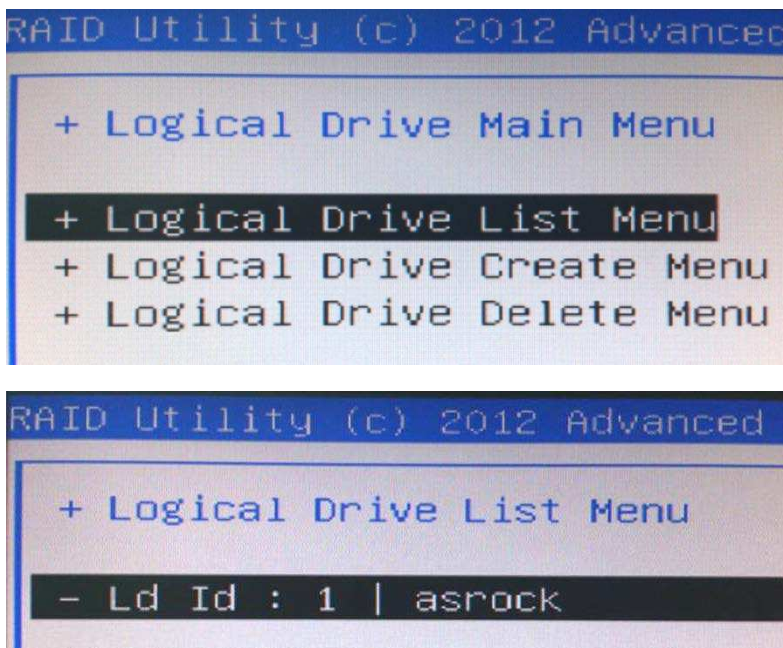 RAID Utility (c) 2012 Advanced
+ Logical Drive Main Menu
+ Logical Drive List Menu
+ Logical Drive Create Menu
+ Logical Drive Delete Menu
RAID Utility (c) 2012 Advanced
+ Logical Drive List Menu
- Ld Id : 1 | asrock